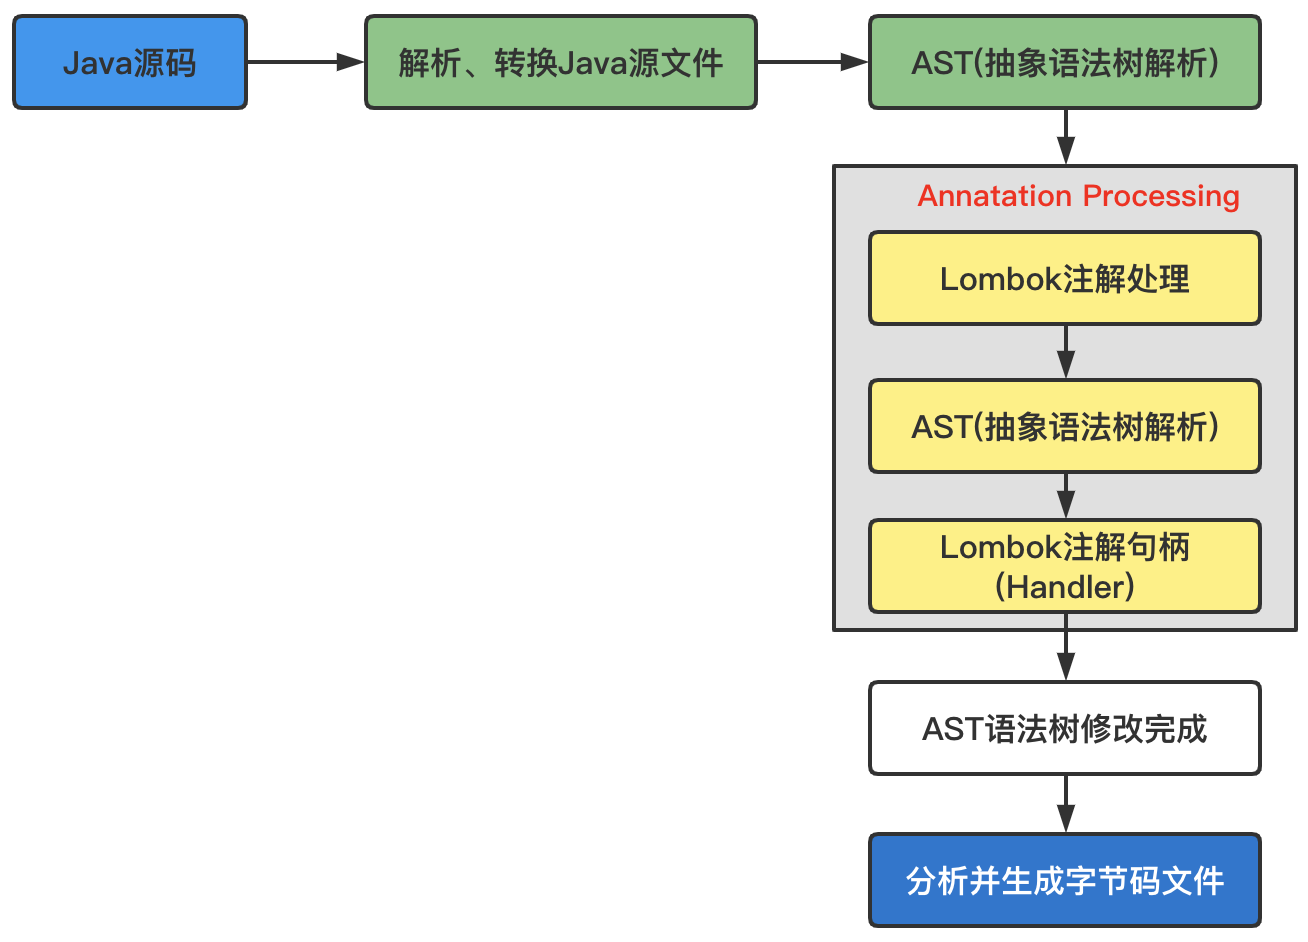 Java源码
解析、转换Java源文件
AST(抽象语法树解析)
Annatation Processing
Lombok注解处理
AST(抽象语法树解析)
Lombok注解句柄
(Handler)
AST语法树修改完成
分析并生成字节码文件